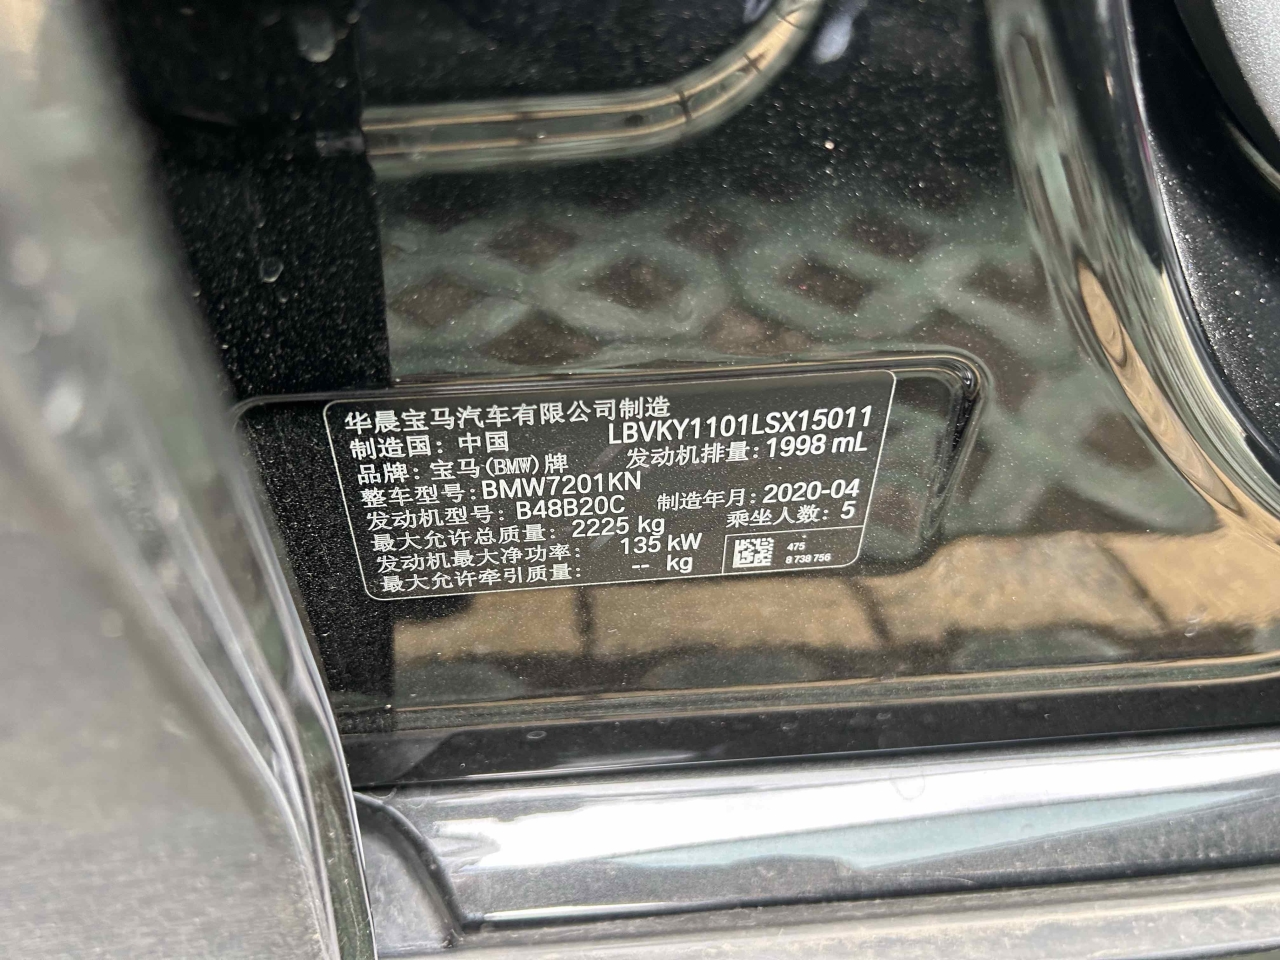 华晨宝马汽车有限公司制造
制造国：中国 LBVKY1101LSX15011
品牌：宝马(BMW)牌 发动机排量：1998 mL
整车型号：BMW7201KN
发动机型号：B48B20C 制造年月：2020-04
最大允许总质量：2225 kg 乘坐人数：5
发动机最大净功率：135 kW
最大允许牵引质量：-- kg
475
8 738 756